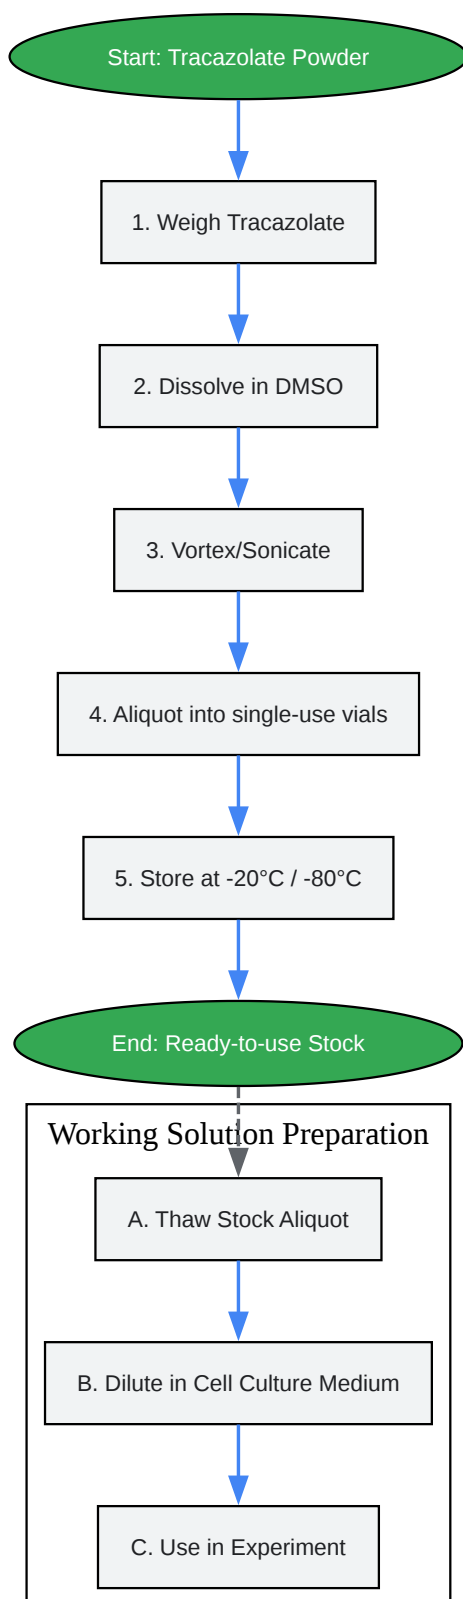 Start: Tracazolate Powder
1. Weigh Tracazolate
2. Dissolve in DMSO
3. Vortex/Sonicate
4. Aliquot into single-use vials
5. Store at -20°C / -80°C
End: Ready-to-use Stock
Working Solution Preparation
A. Thaw Stock Aliquot
B. Dilute in Cell Culture Medium
C. Use in Experiment